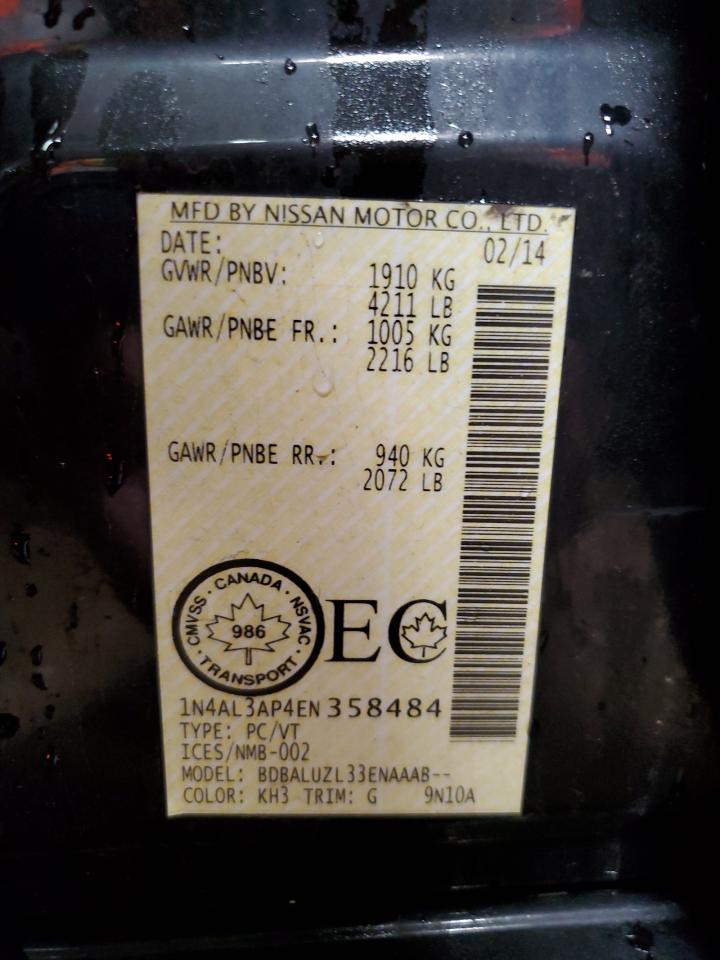 MFD BY NISSAN MOTOR CO., LTD.
DATE: 02/14
GVWR/PNBV: 1910 KG
4211 LB
GAWR/PNBE FR.: 1005 KG
2216 LB
GAWR/PNBE RR.: 940 KG
2072 LB
CANADA · NSVAC · TRANSPORT · CMVSS ·
986
EC
1N4AL3AP4EN358484
TYPE: PC/VT
ICES/NMB-002
MODEL: BDBALUZL33ENAAAB--
COLOR: KH3 TRIM: G 9N10A